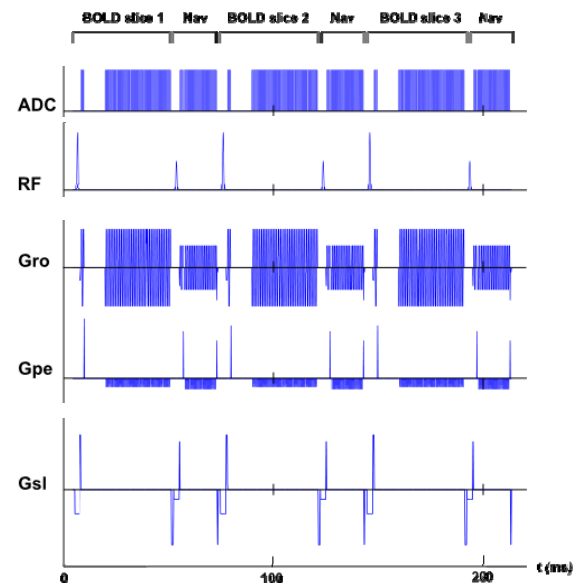 BOLD slice 1 Nav BOLD slice 2 Nav BOLD slice 3 Nav
ADC
RF
Gro
Gpe
Gsl
0 100 200 t (ms)